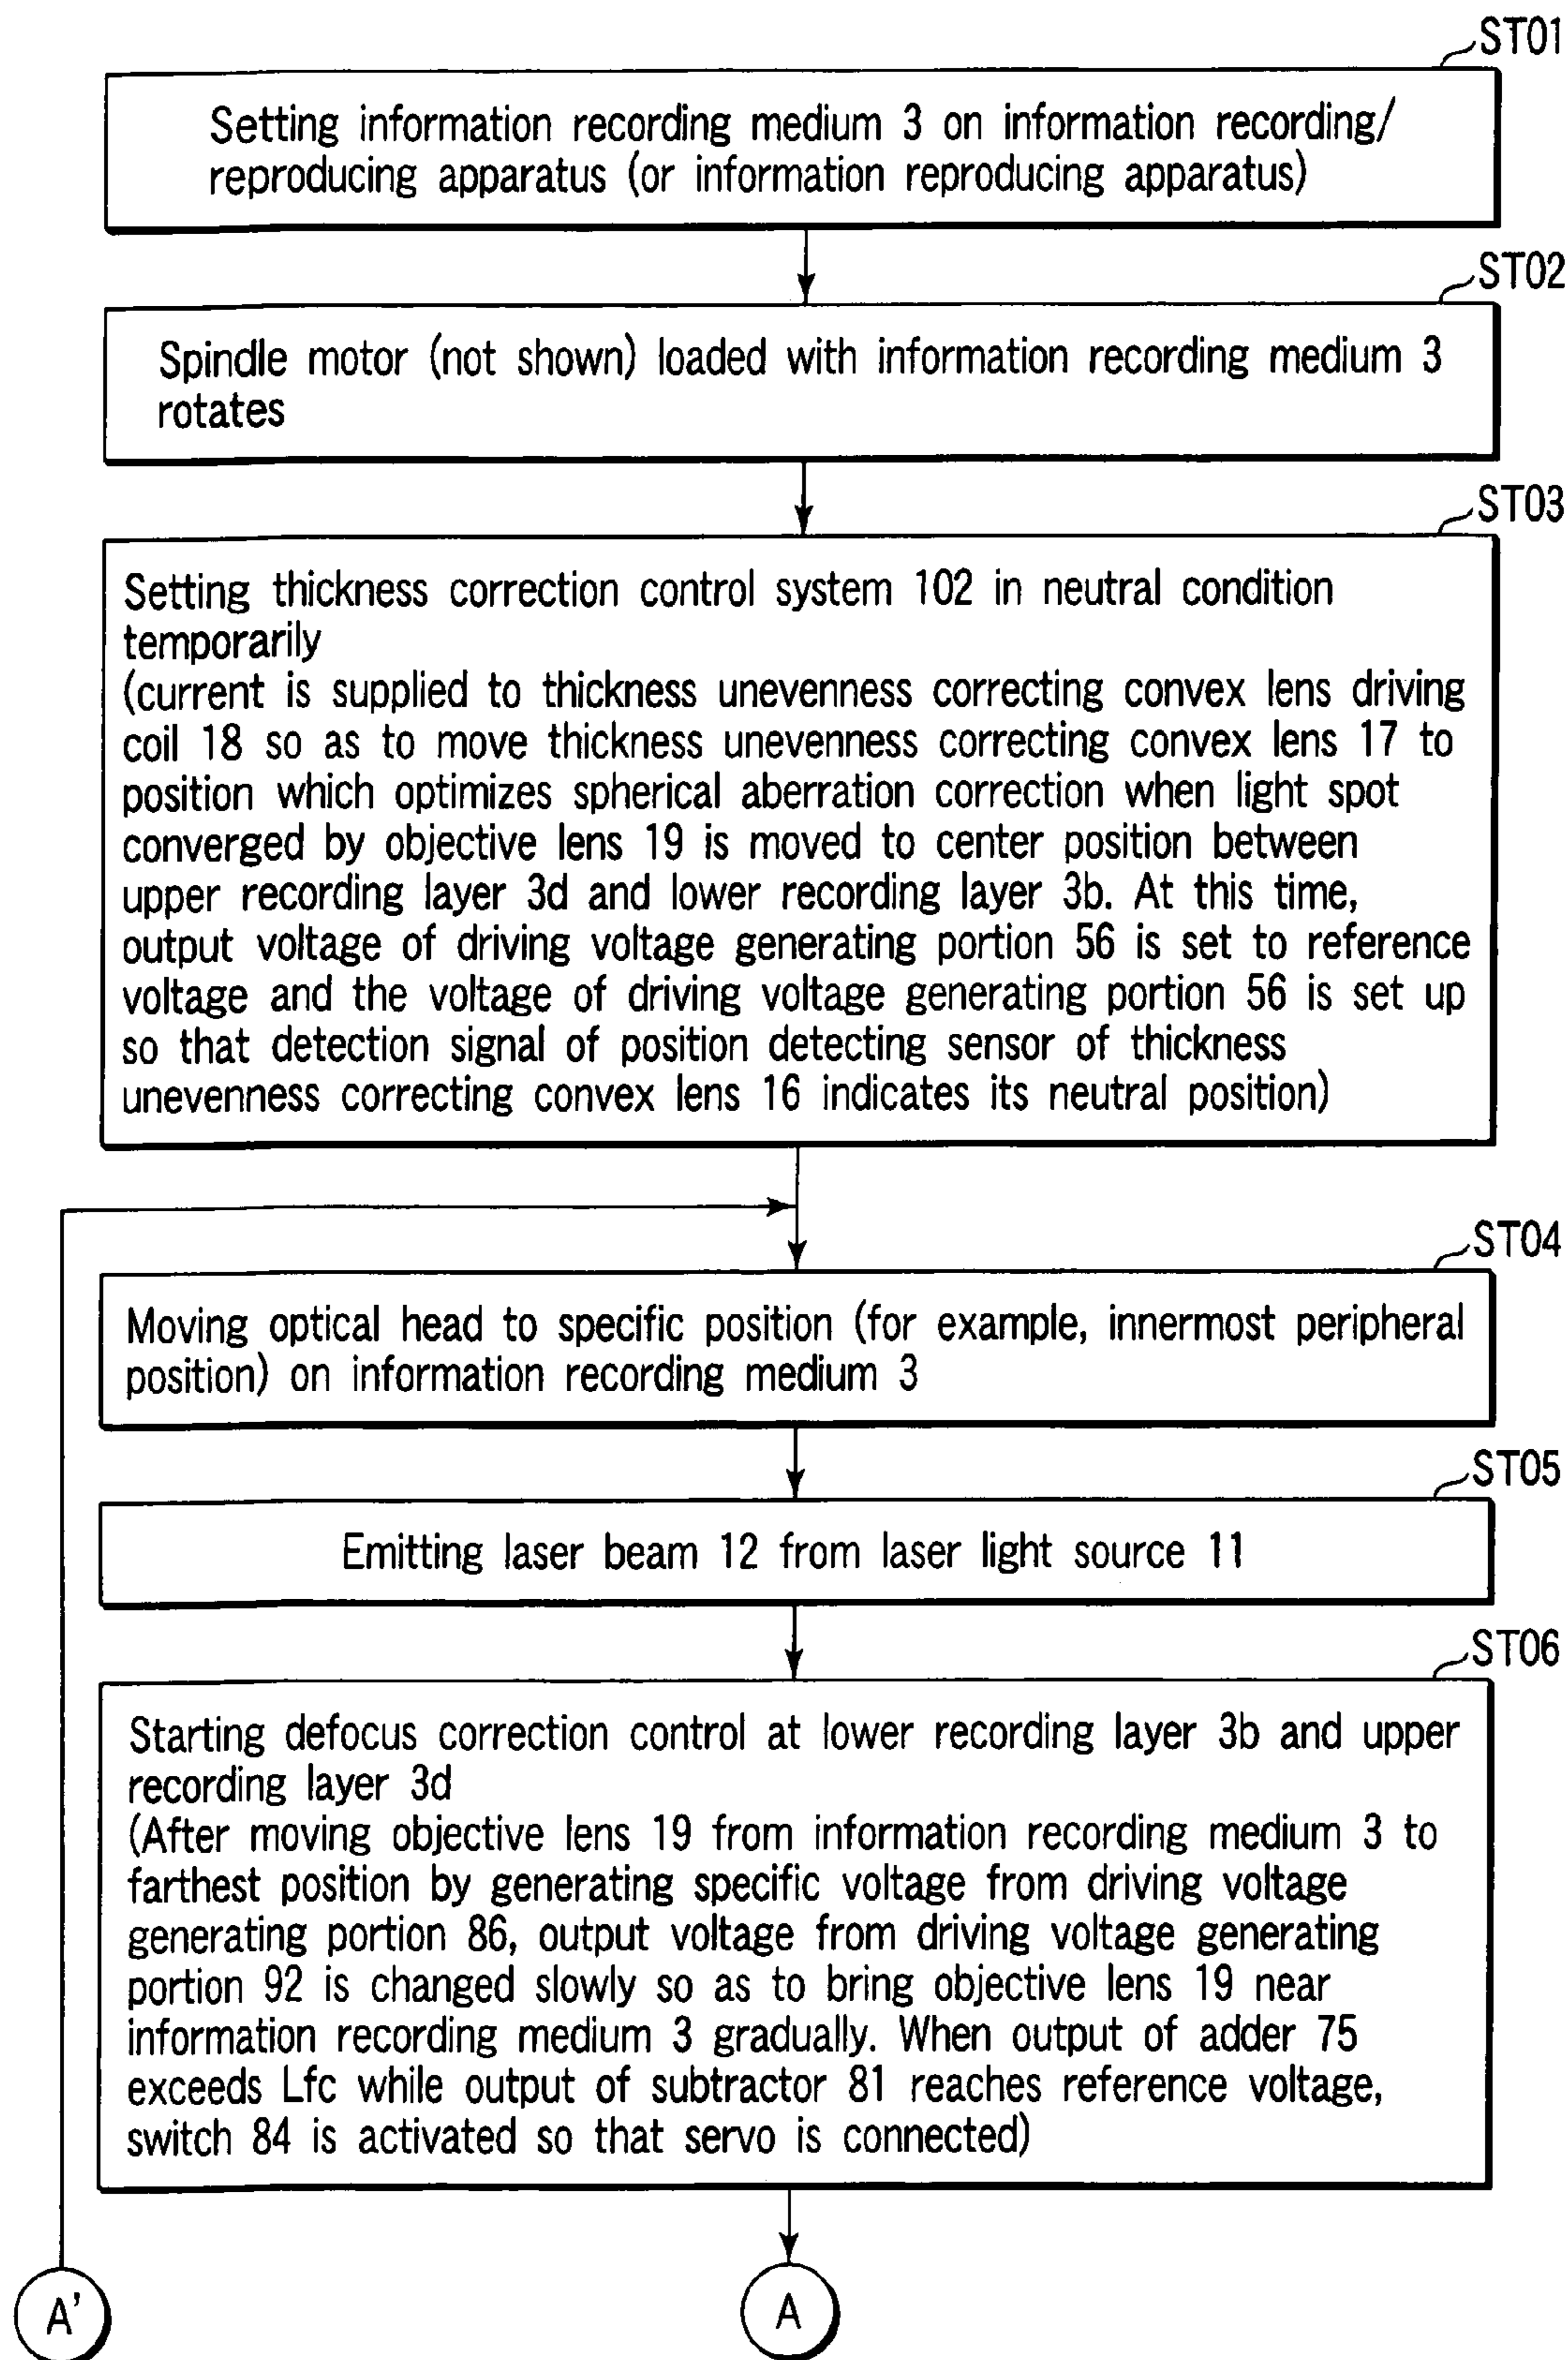 ST01
Setting information recording medium 3 on information recording/
reproducing apparatus (or information reproducing apparatus)
ST02
Spindle motor (not shown) loaded with information recording medium 3
rotates
ST03
Setting thickness correction control system 102 in neutral condition
temporarily
(current is supplied to thickness unevenness correcting convex lens driving
coil 18 so as to move thickness unevenness correcting convex lens 17 to
position which optimizes spherical aberration correction when light spot
converged by objective lens 19 is moved to center position between
upper recording layer 3d and lower recording layer 3b. At this time,
output voltage of driving voltage generating portion 56 is set to reference
voltage and the voltage of driving voltage generating portion 56 is set up
so that detection signal of position detecting sensor of thickness
unevenness correcting convex lens 16 indicates its neutral position)
ST04
Moving optical head to specific position (for example, innermost peripheral
position) on information recording medium 3
ST05
Emitting laser beam 12 from laser light source 11
ST06
Starting defocus correction control at lower recording layer 3b and upper
recording layer 3d
(After moving objective lens 19 from information recording medium 3 to
farthest position by generating specific voltage from driving voltage
generating portion 86, output voltage from driving voltage generating
portion 92 is changed slowly so as to bring objective lens 19 near
information recording medium 3 gradually. When output of adder 75
exceeds Lfc while output of subtractor 81 reaches reference voltage,
switch 84 is activated so that servo is connected)
A'
A